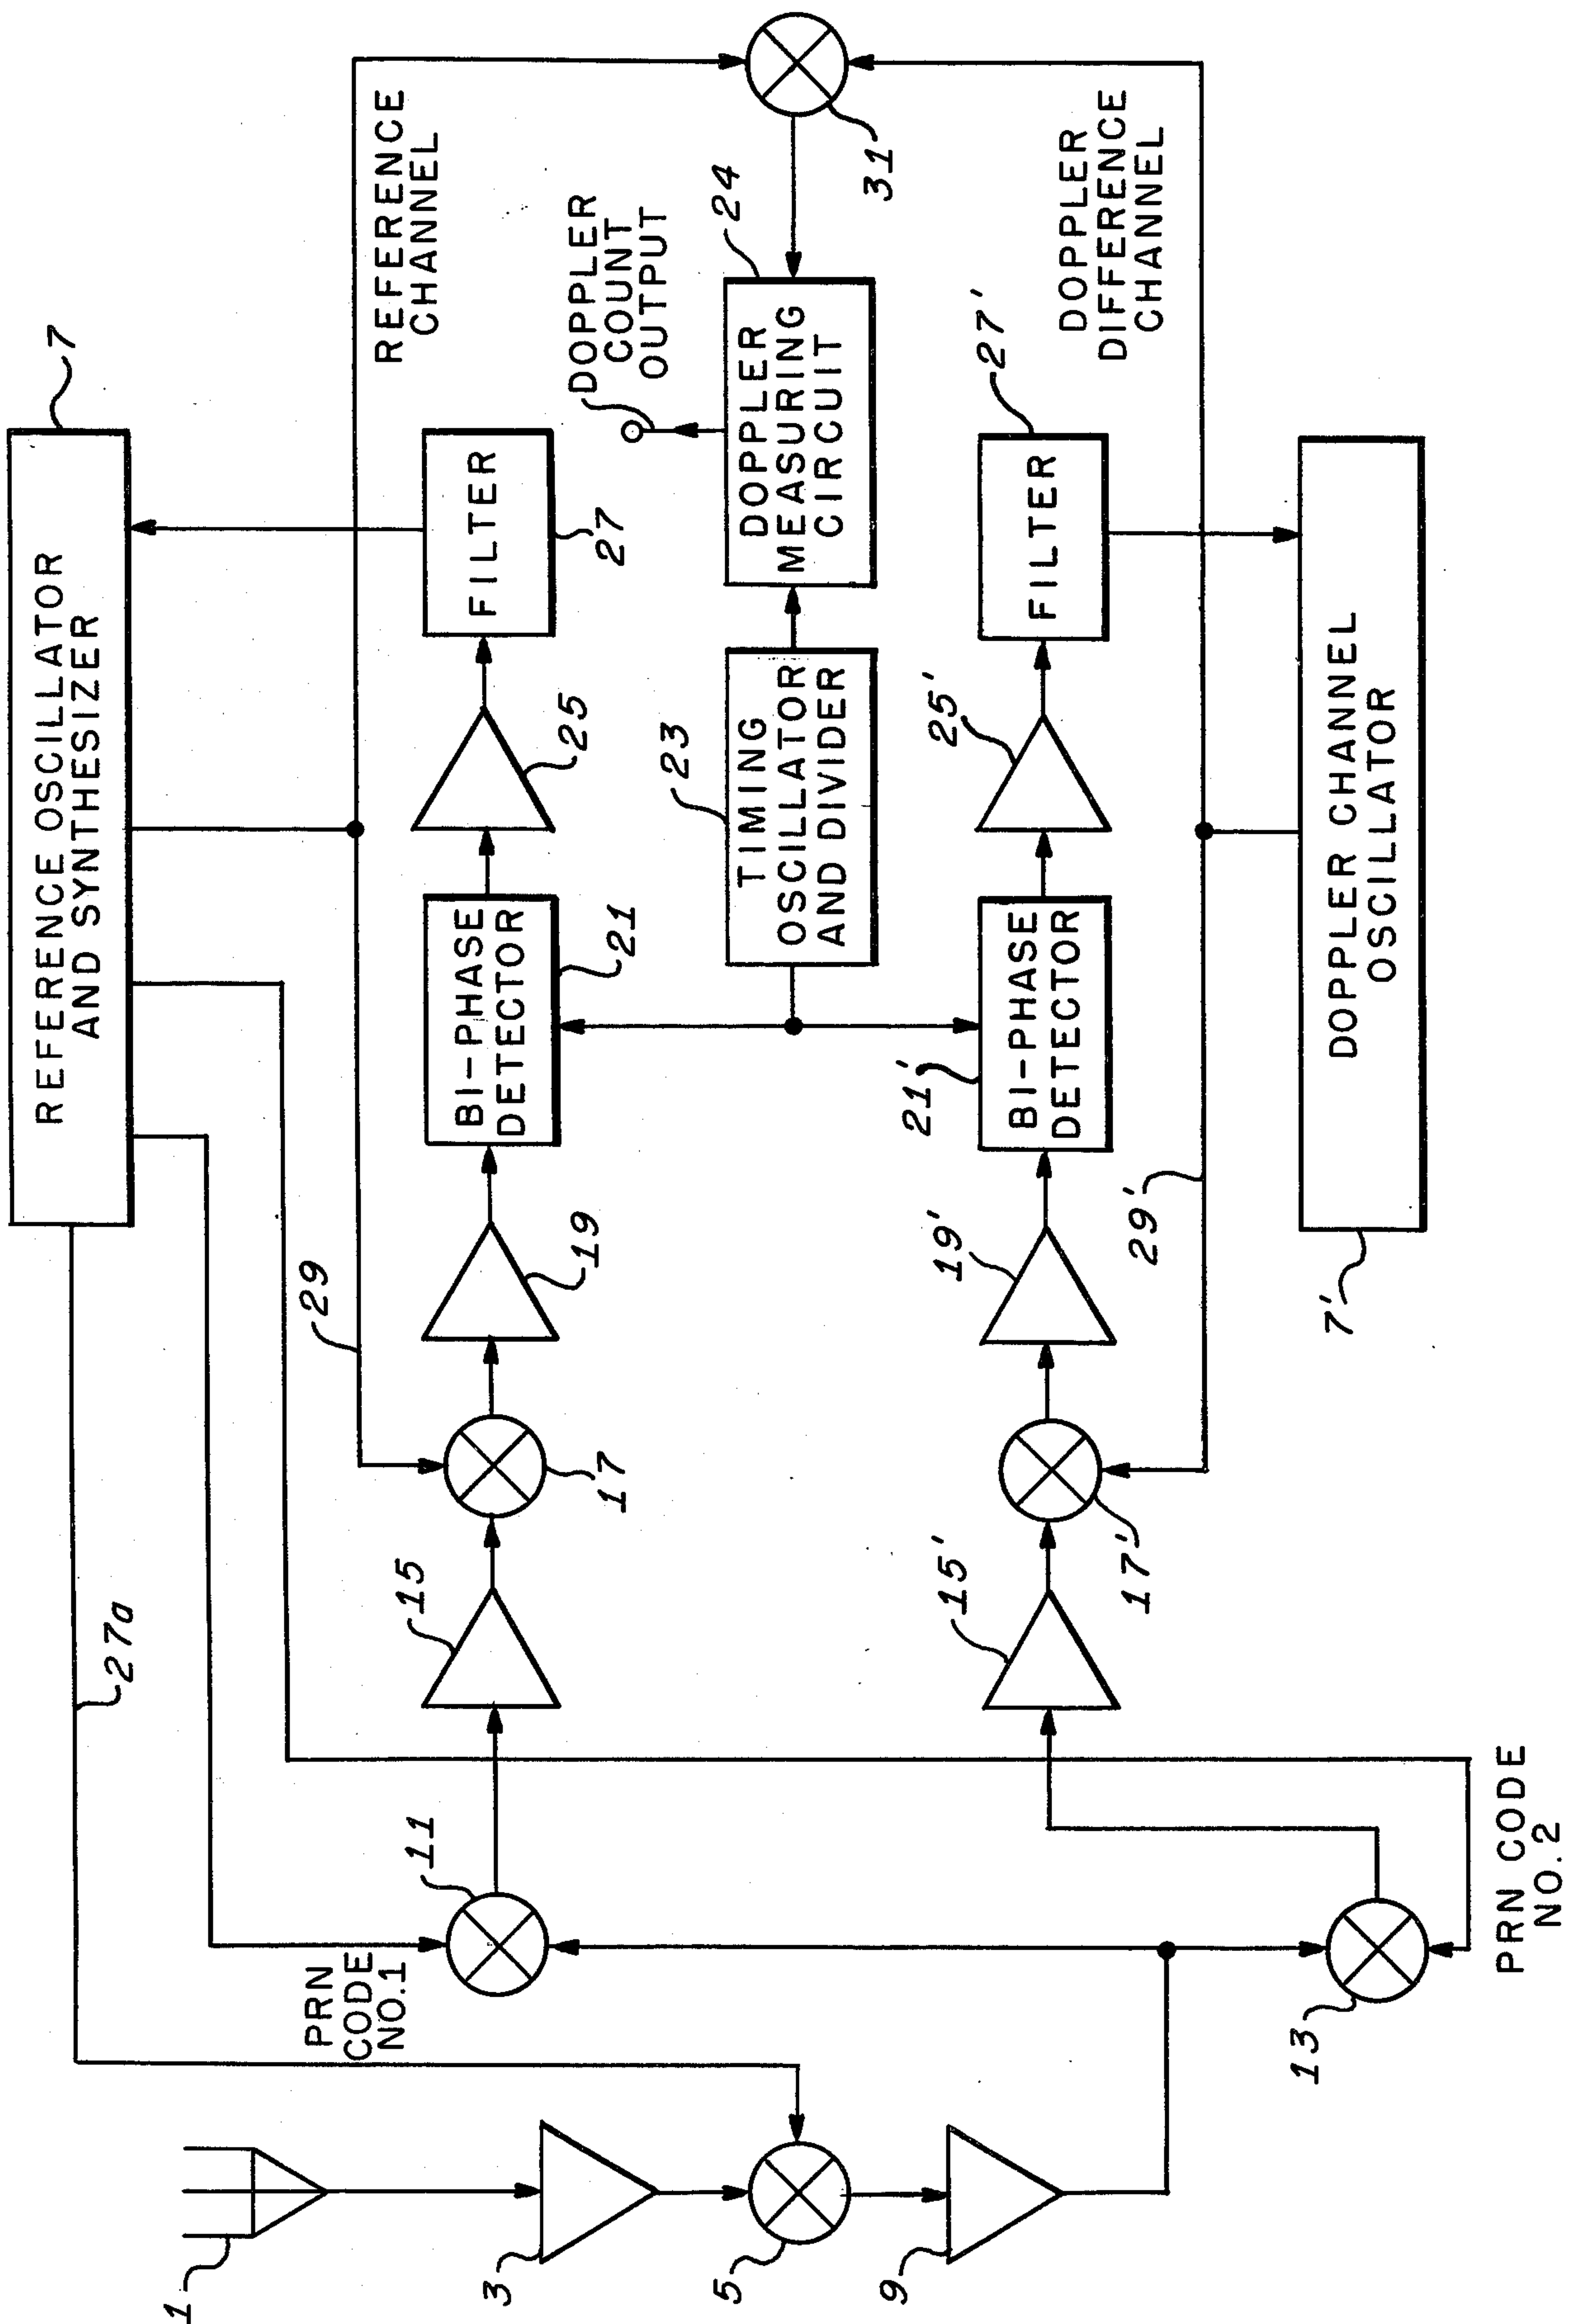 REFERENCE OSCILLATOR
AND SYNTHESIZER
7
27a
29
REFERENCE
CHANNEL
PRN
CODE
NO.1
11
15
17
19
BI-PHASE
DETECTOR
21
25
FILTER
27
1
3
5
9
TIMING
OSCILLATOR
AND DIVIDER
23
DOPPLER
MEASURING
CIRCUIT
24
DOPPLER
COUNT
OUTPUT
31
13
PRN CODE
NO.2
15'
17'
19'
BI-PHASE
DETECTOR
21'
25'
FILTER
27'
DOPPLER
DIFFERENCE
CHANNEL
29'
DOPPLER CHANNEL
OSCILLATOR
7'